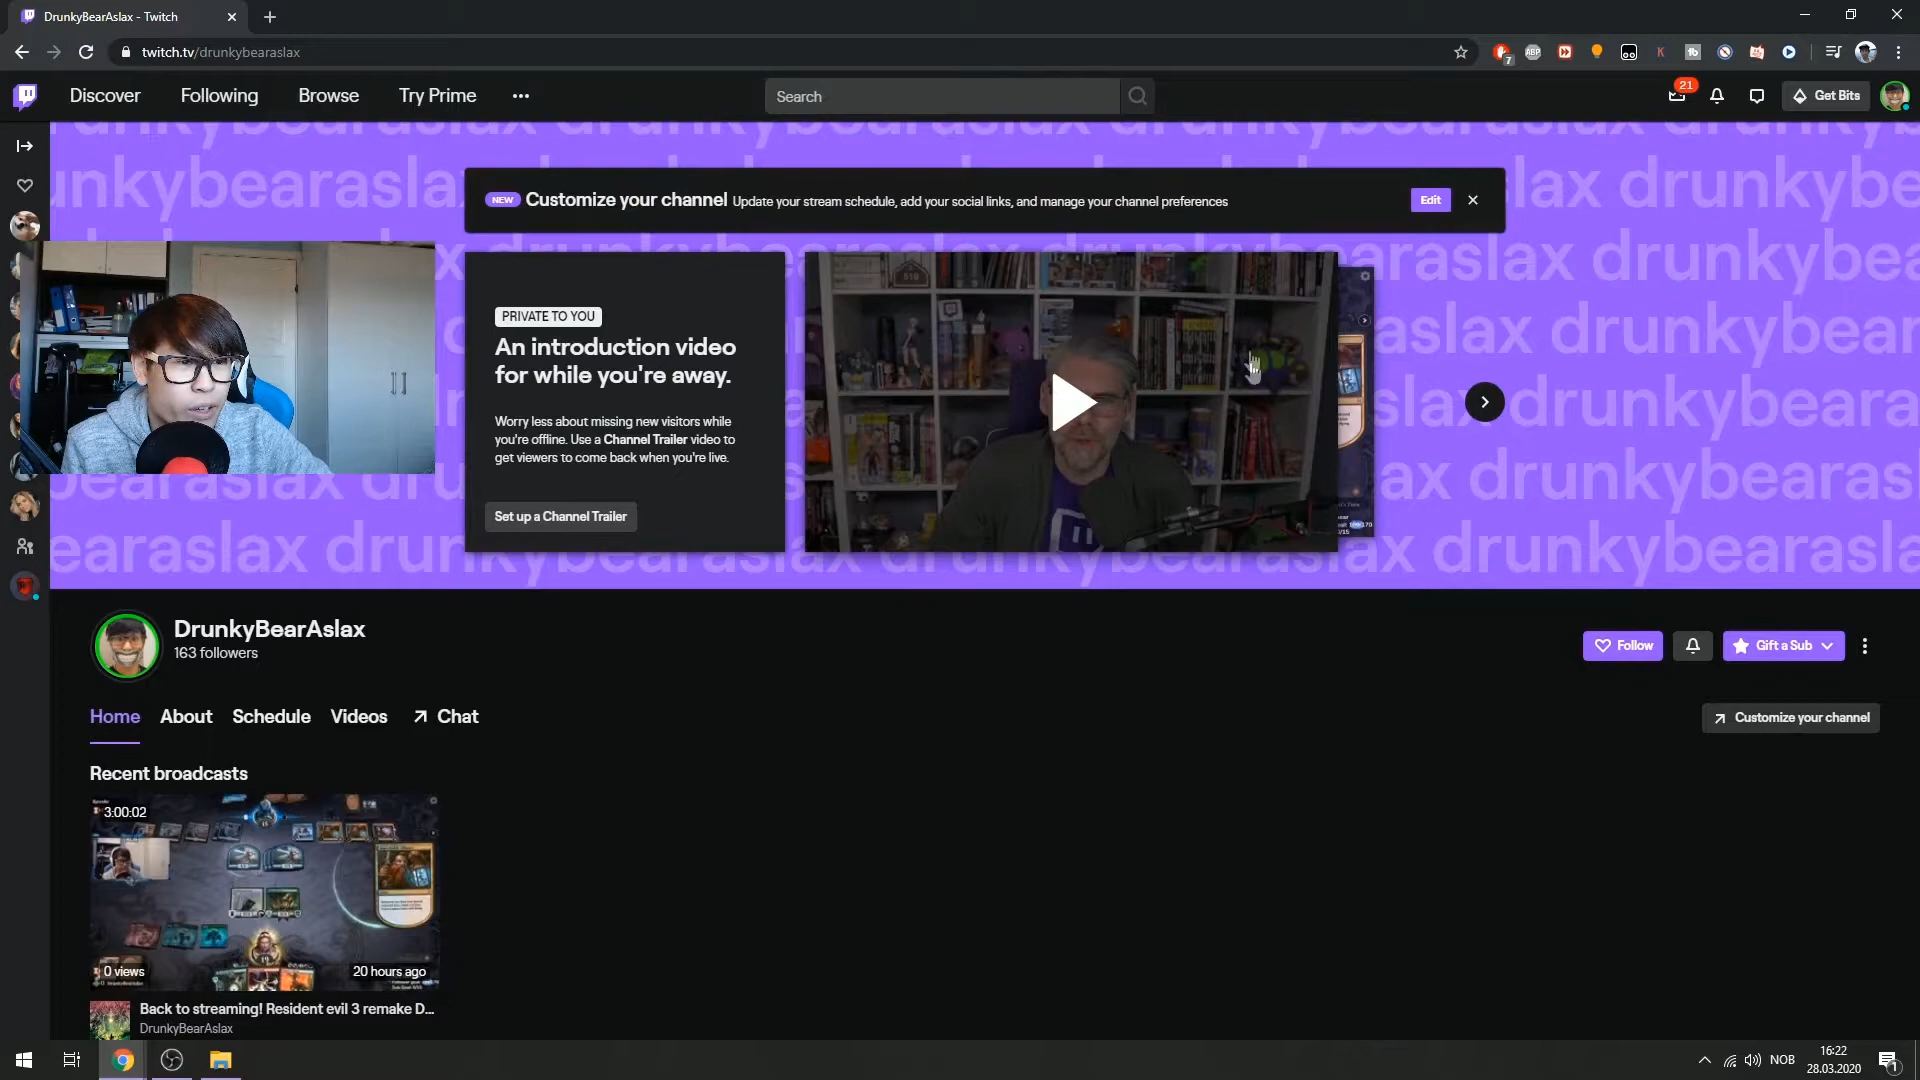 DrunkyBearAslax - Twitch
twitch.tv/drunkybearaslax
7
ABP
Discover
Following
Browse
Try Prime
Search
21
Get Bits
NEW
Customize your channel
Update your stream schedule, add your social links, and manage your channel preferences
Edit
PRIVATE TO YOU
An introduction video
for while you're away.
Worry less about missing new visitors while
you're offline. Use a Channel Trailer video to
get viewers to come back when you're live.
Set up a Channel Trailer
DrunkyBearAslax
163 followers
Follow
Gift a Sub
Home
About
Schedule
Videos
Chat
Customize your channel
Recent broadcasts
3:00:02
0 views
20 hours ago
Back to streaming! Resident evil 3 remake D...
DrunkyBearAslax
NOB
16:22
28.03.2020
1